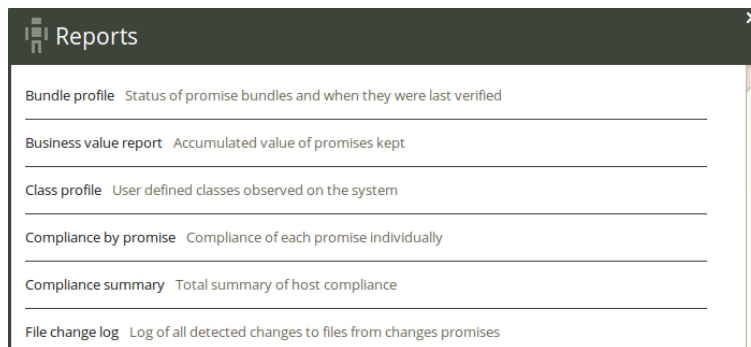 Reports
Bundle profile Status of promise bundles and when they were last verified
Business value report Accumulated value of promises kept
Class profile User defined classes observed on the system
Compliance by promise Compliance of each promise individually
Compliance summary Total summary of host compliance
File change log Log of all detected changes to files from changes promises